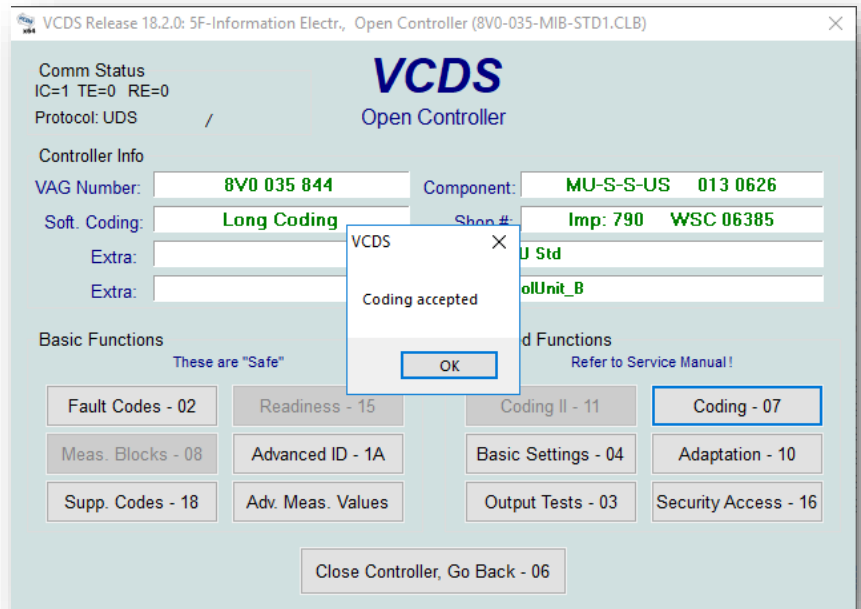 VCDS Release 18.2.0: 5F-Information Electr., Open Controller (8V0-035-MIB-STD1.CLB)
x64
Comm Status
IC=1 TE=0 RE=0
Protocol: UDS /
VCDS
Open Controller
Controller Info
VAG Number: 8V0 035 844 Component: MU-S-S-US 013 0626
Soft. Coding: Long Coding Shop #: Imp: 790 WSC 06385
Extra: Std
Extra: olUnit_B
VCDS
Coding accepted
OK
Basic Functions d Functions
These are "Safe" Refer to Service Manual!
Fault Codes - 02 Readiness - 15 Coding II - 11 Coding - 07
Meas. Blocks - 08 Advanced ID - 1A Basic Settings - 04 Adaptation - 10
Supp. Codes - 18 Adv. Meas. Values Output Tests - 03 Security Access - 16
Close Controller, Go Back - 06